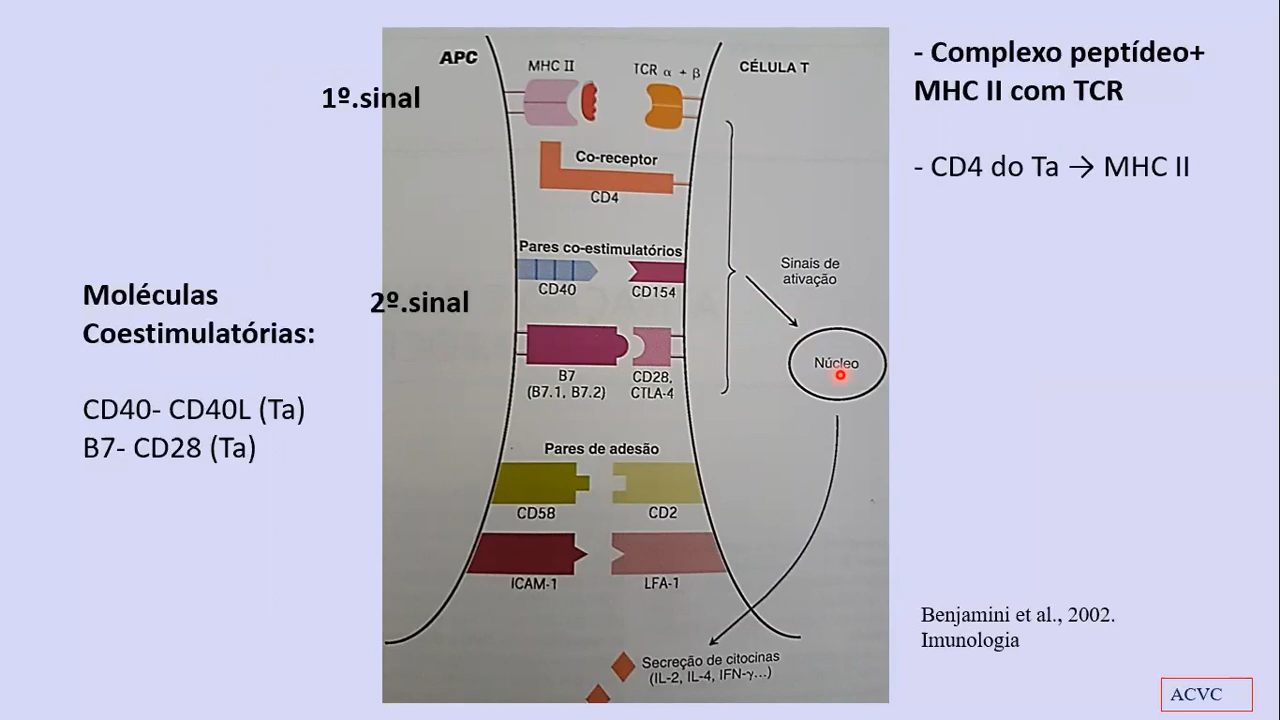 APC
MHC II
TCR α + β
CÉLULA T
1º.sinal
- Complexo peptídeo+
MHC II com TCR
- CD4 do Ta → MHC II
Co-receptor
CD4
Pares co-estimulatórios
CD40
CD154
2º.sinal
Sinais de
ativação
Moléculas
Coestimulatórias:
CD40- CD40L (Ta)
B7- CD28 (Ta)
B7
(B7.1, B7.2)
CD28,
CTLA-4
Núcleo
Pares de adesão
CD58
CD2
ICAM-1
LFA-1
Secreção de citocinas
(IL-2, IL-4, IFN-γ...)
Benjamini et al., 2002.
Imunologia
ACVC